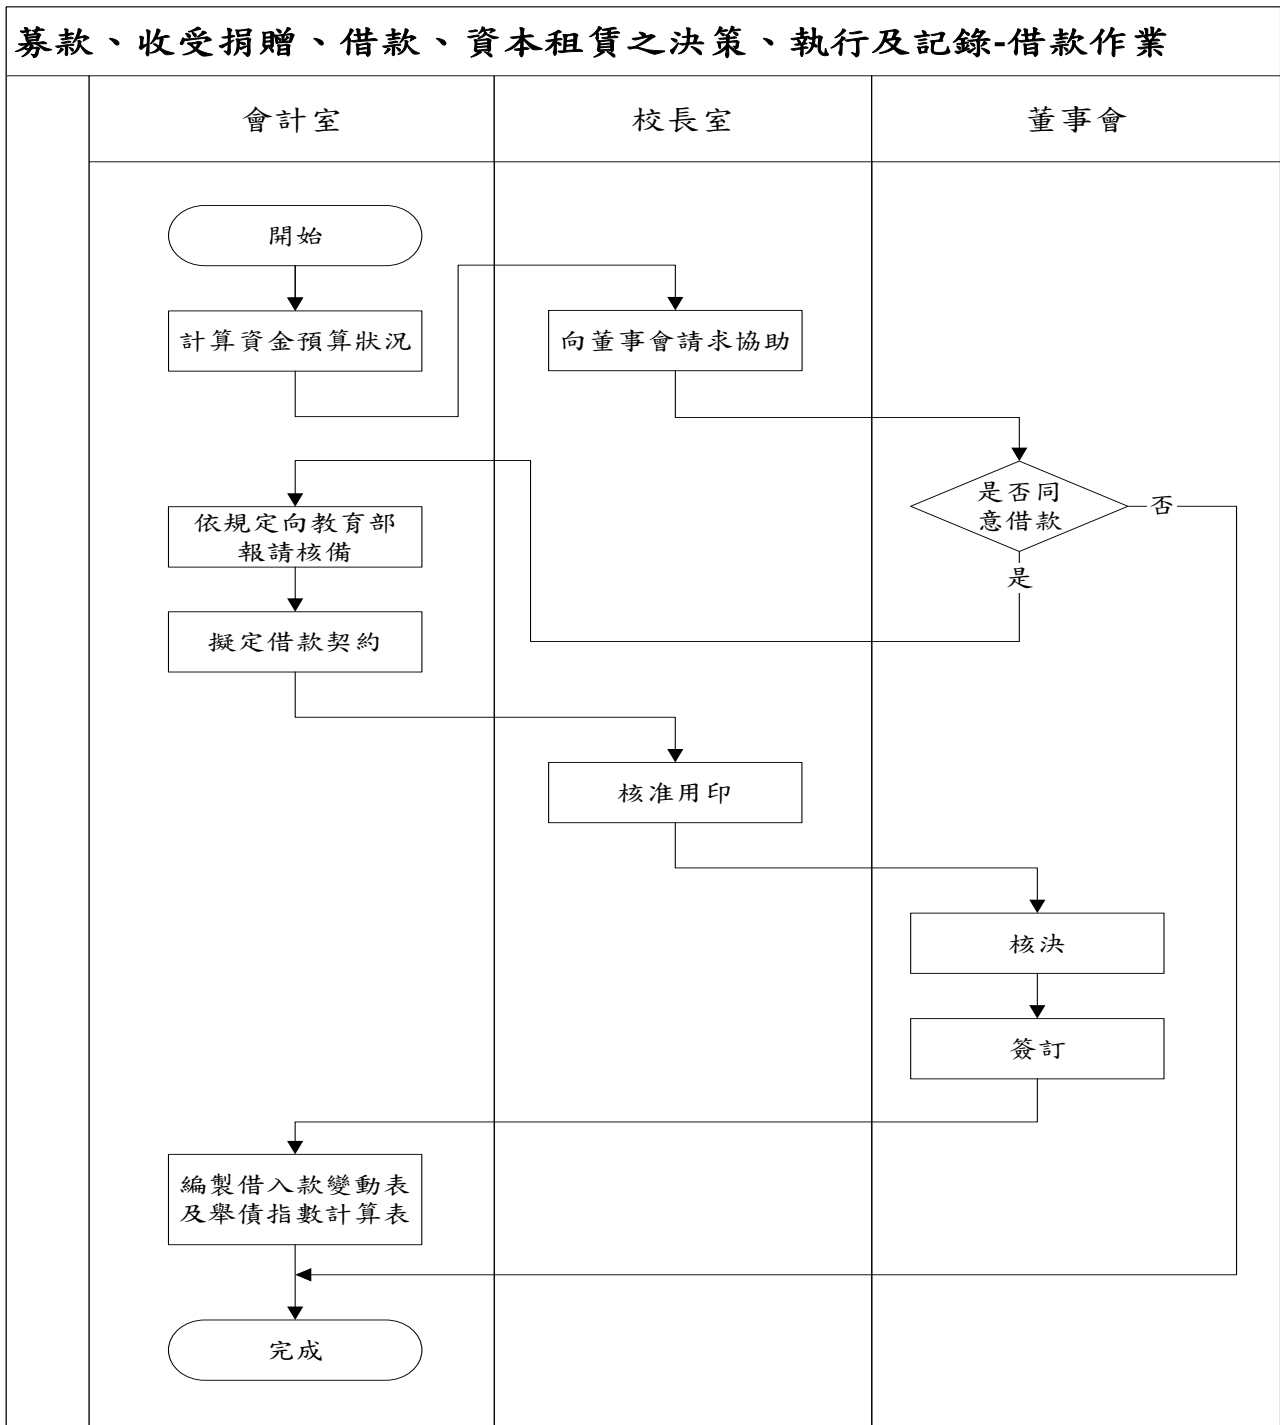 募款、收受捐贈、借款、資本租賃之決策、執行及記錄-借款作業
會計室
校長室
董事會
開始
計算資金預算狀況
向董事會請求協助
是否同
意借款
否
是
依規定向教育部
報請核備
擬定借款契約
核准用印
核決
簽訂
編製借入款變動表
及舉債指數計算表
完成